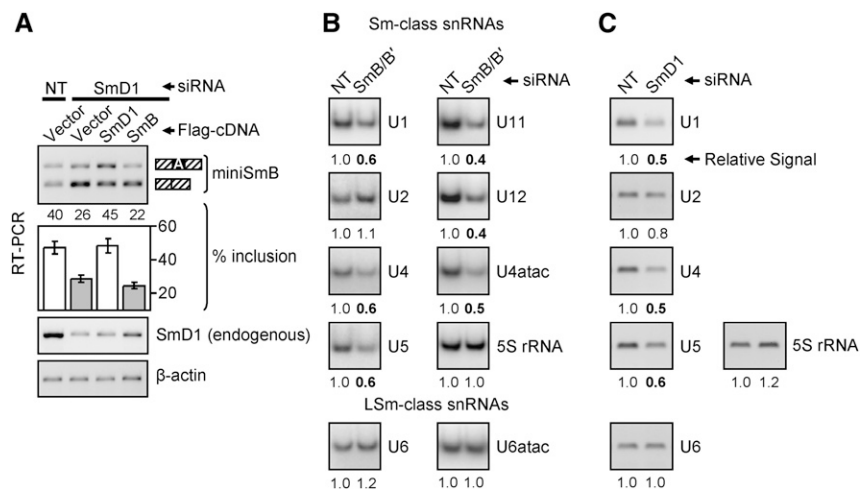 A
NT SmD1 siRNA
Vector Vector SmD1 SmB Flag-cDNA
A
miniSmB
40 26 45 22
RT-PCR
60
40
20
% inclusion
SmD1 (endogenous)
β-actin
B
Sm-class snRNAs
NT SmB/B′ NT SmB/B′ siRNA
U1 U11
1.0 0.6 0.4
U2 U12
1.0 1.1 0.4
U4 U4atac
1.0 0.6 0.5
U5 5S rRNA
1.0 0.6 1.0 1.0
LSm-class snRNAs
U6 U6atac
1.0 1.2 1.0 1.0
C
NT SmD1 siRNA
U1
1.0 0.5 Relative Signal
U2
1.0 0.8
U4
1.0 0.5
U5 5S rRNA
1.0 0.6 1.0 1.2
U6
1.0 1.0